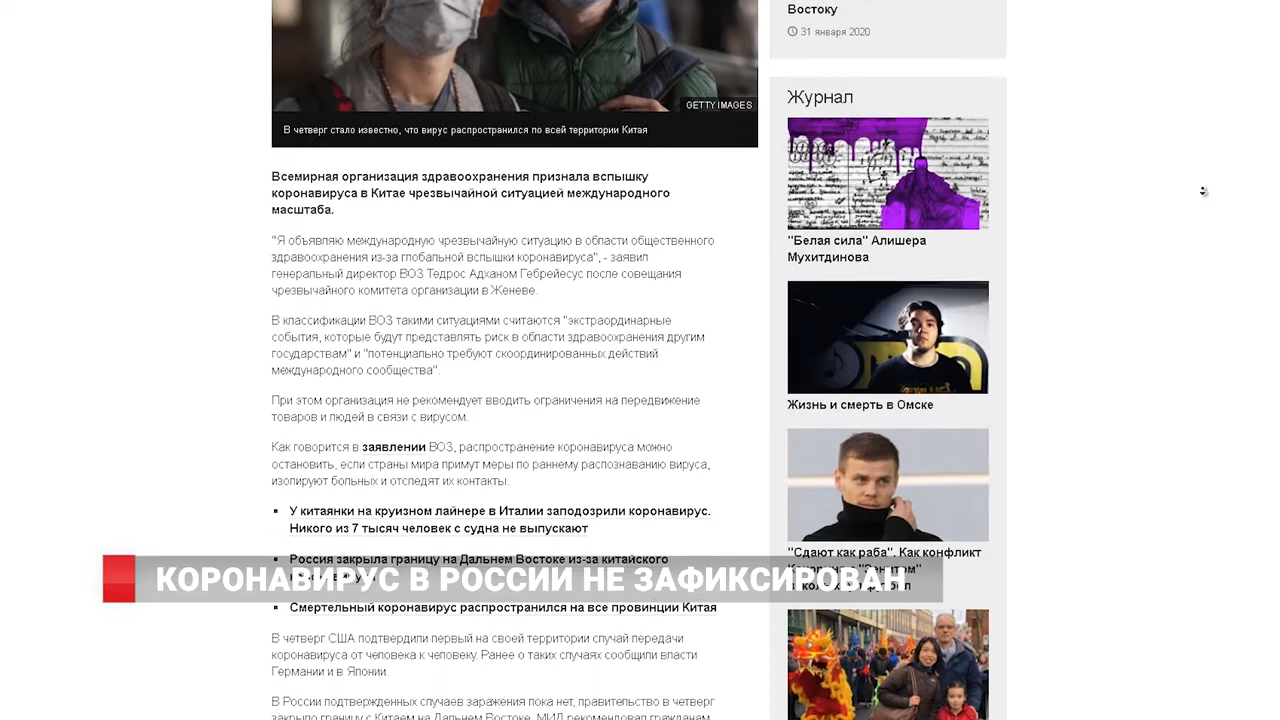 Востоку
31 января 2020
GETTY IMAGES
В четверг стало известно, что вирус распространился по всей территории Китая
Всемирная организация здравоохранения признала вспышку
коронавируса в Китае чрезвычайной ситуацией международного
масштаба.
"Я объявляю международную чрезвычайную ситуацию в области общественного
здравоохранения из-за глобальной вспышки коронавируса", - заявил
генеральный директор ВОЗ Тедрос Адханом Гебрейесус после совещания
чрезвычайного комитета организации в Женеве.
В классификации ВОЗ такими ситуациями считаются "экстраординарные
события, которые будут представлять риск в области здравоохранения другим
государствам" и "потенциально требуют скоординированных действий
международного сообщества".
При этом организация не рекомендует вводить ограничения на передвижение
товаров и людей в связи с вирусом.
Как говорится в заявлении ВОЗ, распространение коронавируса можно
остановить, если страны мира примут меры по раннему распознаванию вируса,
изолируют больных и отследят их контакты.
У китаянки на круизном лайнере в Италии заподозрили коронавирус.
Никого из 7 тысяч человек с судна не выпускают
Россия закрыла границу на Дальнем Востоке из-за китайского
КОРОНАВИРУС В РОССИИ НЕ ЗАФИКСИРОВАН
Смертельный коронавирус распространился на все провинции Китая
В четверг США подтвердили первый на своей территории случай передачи
коронавируса от человека к человеку. Ранее о таких случаях сообщили власти
Германии и в Японии.
В России подтвержденных случаев заражения пока нет, правительство в четверг
закрыло границу с Китаем на Дальнем Востоке, МИД рекомендовал гражданам
Журнал
"Белая сила" Алишера
Мухитдинова
Жизнь и смерть в Омске
"Сдают как раба". Как конфликт